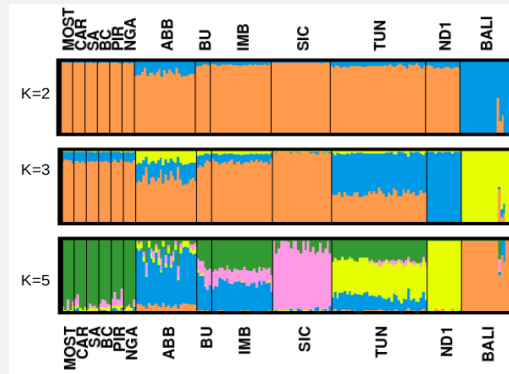 MOST CAR SA BC PIR NGA ABB BU IMB SIC TUN ND1 BALI
K=2
K=3
K=5
MOST CAR SA BC PIR NGA ABB BU IMB SIC TUN ND1 BALI